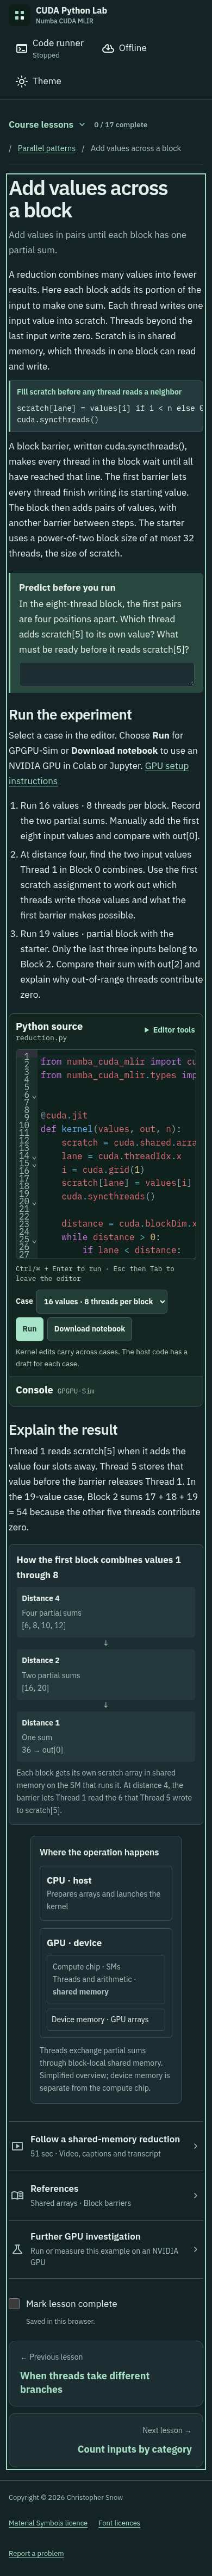 CUDA Python Lab
Numba CUDA MLIR
Code runner
Stopped
Offline
Theme
Course lessons
0 / 17 complete
/ Parallel patterns / Add values across a block
Add values across
a block
Add values in pairs until each block has one
partial sum.
A reduction combines many values into fewer
results. Here each block adds its portion of the
input to make one sum. Each thread writes one
input value into scratch. Threads beyond the
last input write zero. Scratch is in shared
memory, which threads in one block can read
and write.
Fill scratch before any thread reads a neighbor
scratch[lane] = values[i] if i < n else 0
cuda.syncthreads()
A block barrier, written cuda.syncthreads(),
makes every thread in the block wait until all
have reached that line. The first barrier lets
every thread finish writing its starting value.
The block then adds pairs of values, with
another barrier between steps. The starter
uses a power-of-two block size of at most 32
threads, the size of scratch.
Predict before you run
In the eight-thread block, the first pairs
are four positions apart. Which thread
adds scratch[5] to its own value? What
must be ready before it reads scratch[5]?
Run the experiment
Select a case in the editor. Choose Run for
GPGPU-Sim or Download notebook to use an
NVIDIA GPU in Colab or Jupyter. GPU setup
instructions
1. Run 16 values · 8 threads per block. Record
the two partial sums. Manually add the first
eight input values and compare with out[0].
2. At distance four, find the two input values
Thread 1 in Block 0 combines. Use the first
scratch assignment to work out which
threads write those values and what the
first barrier makes possible.
3. Run 19 values · partial block with the
starter. Only the last three inputs belong to
Block 2. Compare their sum with out[2] and
explain why out-of-range threads contribute
zero.
Python source
reduction.py
Editor tools
1
2
3
4
5
6
7
8
9
10
11
12
13
14
15
16
17
18
19
20
21
22
23
24
25
26
27
from numba_cuda_mlir import cu
from numba_cuda_mlir.types imp
@cuda.jit
def kernel(values, out, n):
scratch = cuda.shared.arra
lane = cuda.threadIdx.x
i = cuda.grid(1)
scratch[lane] = values[i]
cuda.syncthreads()
distance = cuda.blockDim.x
while distance > 0:
if lane < distance:
Ctrl/⌘ + Enter to run · Esc then Tab to
leave the editor
Case 16 values · 8 threads per block
Run
Download notebook
Kernel edits carry across cases. The host code has a
draft for each case.
Console GPGPU-Sim
Explain the result
Thread 1 reads scratch[5] when it adds the
value four slots away. Thread 5 stores that
value before the barrier releases Thread 1. In
the 19-value case, Block 2 sums 17 + 18 + 19
= 54 because the other five threads contribute
zero.
How the first block combines values 1
through 8
Distance 4
Four partial sums
[6, 8, 10, 12]
↓
Distance 2
Two partial sums
[16, 20]
↓
Distance 1
One sum
36 → out[0]
Each block gets its own scratch array in shared
memory on the SM that runs it. At distance 4, the
barrier lets Thread 1 read the 6 that Thread 5 wrote
to scratch[5].
Where the operation happens
CPU · host
Prepares arrays and launches the
kernel
GPU · device
Compute chip · SMs
Threads and arithmetic ·
shared memory
Device memory · GPU arrays
Threads exchange partial sums
through block-local shared memory.
Simplified overview; device memory is
separate from the compute chip.
Follow a shared-memory reduction
51 sec · Video, captions and transcript
References
Shared arrays · Block barriers
Further GPU investigation
Run or measure this example on an NVIDIA
GPU
Mark lesson complete
Saved in this browser.
← Previous lesson
When threads take different
branches
Next lesson →
Count inputs by category
Copyright © 2026 Christopher Snow
Material Symbols licence
Font licences
Report a problem